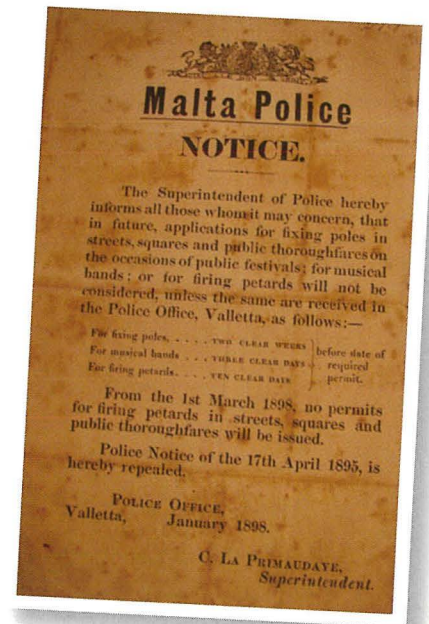 Malta Police
NOTICE.
The Superintendent of Police hereby
informs all those whom it may concern, that
in future, applications for fixing poles in
streets, squares and public thoroughfares on
the occasions of public festivals; for musical
bands; or for firing petards will not be
considered, unless the same are received in
the Police Office, Valletta, as follows:—
For fixing poles, . . . . TWO CLEAR WEEKS before date of
For musical bands . . . THREE CLEAR DAYS required
For firing petards. . . . TEN CLEAR DAYS permit.
From the 1st March 1898, no permits
for firing petards in streets, squares and
public thoroughfares will be issued.
Police Notice of the 17th April 1895, is
hereby repealed.
POLICE OFFICE,
Valletta, January 1898.
C. LA PRIMAUDAYE,
Superintendent.